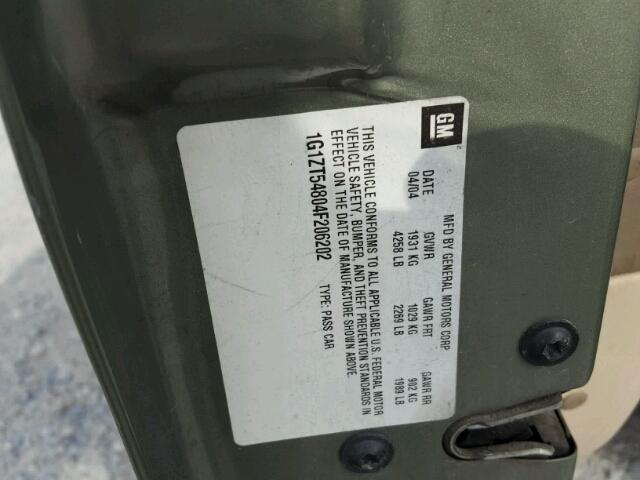 GM
MFD BY GENERAL MOTORS CORP
DATE GVWR GAWR FRT GAWR RR
04/04 1931 KG 1029 KG 902 KG
4258 LB 2269 LB 1989 LB
THIS VEHICLE CONFORMS TO ALL APPLICABLE U.S. FEDERAL MOTOR
VEHICLE SAFETY, BUMPER, AND THEFT PREVENTION STANDARDS IN
EFFECT ON THE DATE OF MANUFACTURE SHOWN ABOVE.
1G1ZT54804F206202 TYPE: PASS CAR